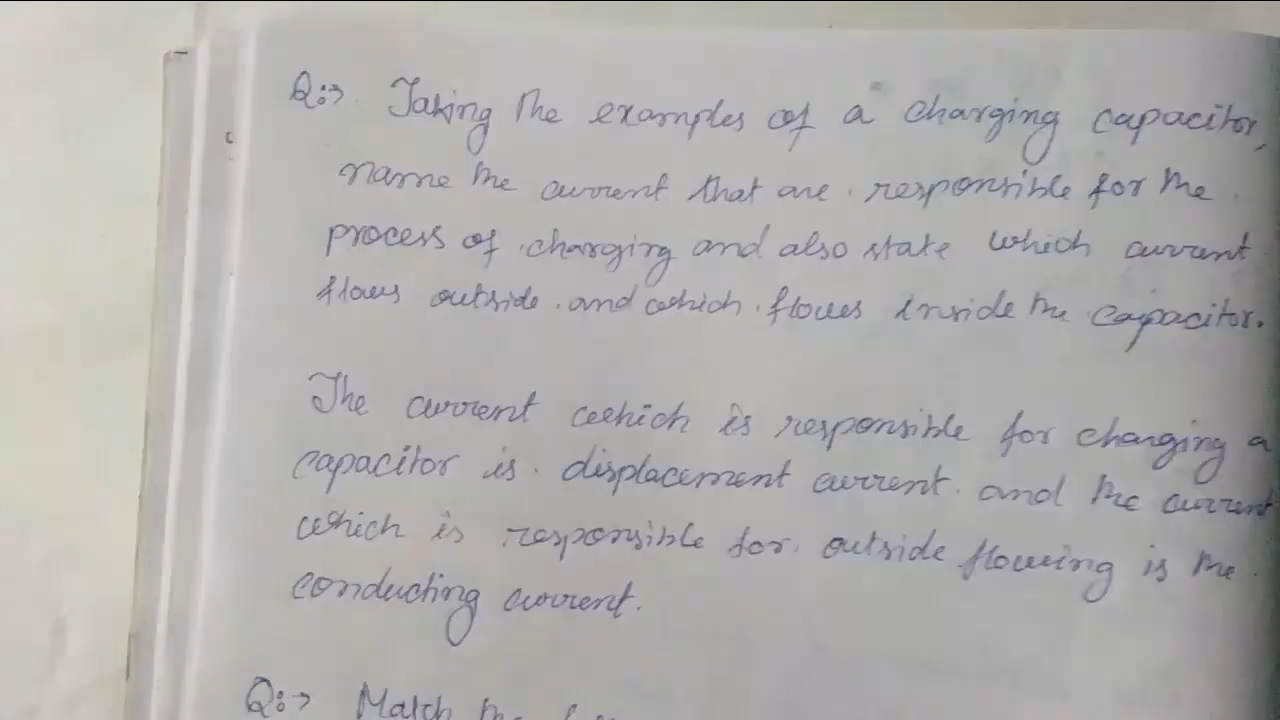 Q:→ Taking the examples of a charging capacitor,
name the current that are responsible for the
process of charging and also state which current
flows outside and which flows inside the capacitor.
The current which is responsible for charging a
capacitor is displacement current and the current
which is responsible for outside flowing is the
conducting current.
Q:→ Match the